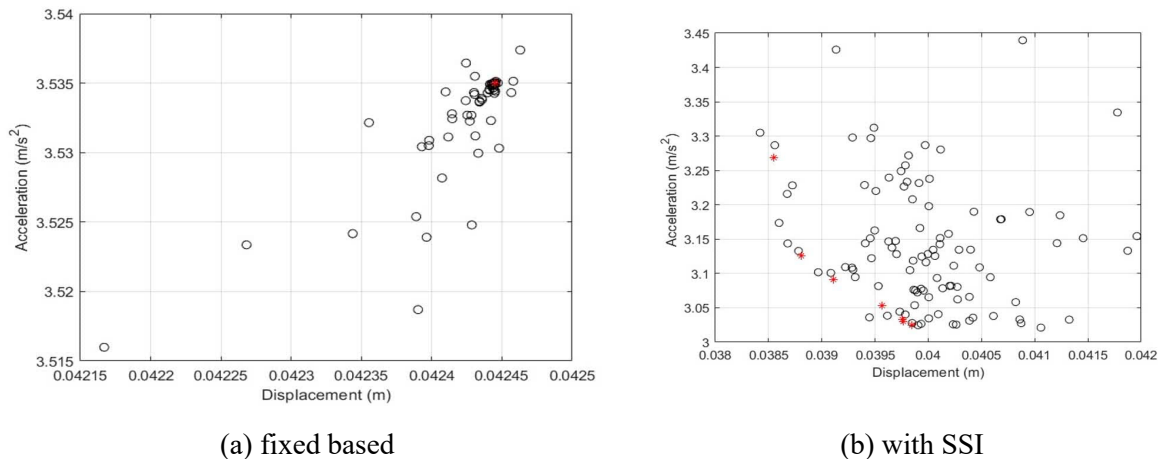 3.54
3.535
3.53
3.525
3.52
3.515
Acceleration (m/s²)
0.04215 0.0422 0.04225 0.0423 0.04235 0.0424 0.04245 0.0425
Displacement (m)
(a) fixed based
3.45
3.4
3.35
3.3
3.25
3.2
3.15
3.1
3.05
3
Acceleration (m/s²)
0.038 0.0385 0.039 0.0395 0.04 0.0405 0.041 0.0415 0.042
Displacement (m)
(b) with SSI